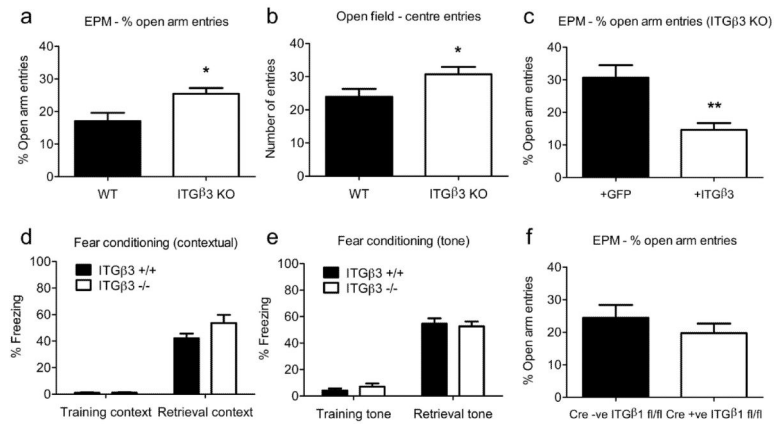 a
EPM - % open arm entries
% Open arm entries
40
30
20
10
0
*
WT
ITGβ3 KO
b
Open field - centre entries
Number of entries
40
30
20
10
0
*
WT
ITGβ3 KO
c
EPM - % open arm entries (ITGβ3 KO)
% Open arm entries
40
30
20
10
0
**
+GFP
+ITGβ3
d
Fear conditioning (contextual)
% Freezing
100
80
60
40
20
0
ITGβ3 +/+
ITGβ3 -/-
Training context
Retrieval context
e
Fear conditioning (tone)
% Freezing
100
80
60
40
20
0
ITGβ3 +/+
ITGβ3 -/-
Training tone
Retrieval tone
f
EPM - % open arm entries
% Open arm entries
40
30
20
10
0
Cre -ve ITGβ1 fl/fl
Cre +ve ITGβ1 fl/fl